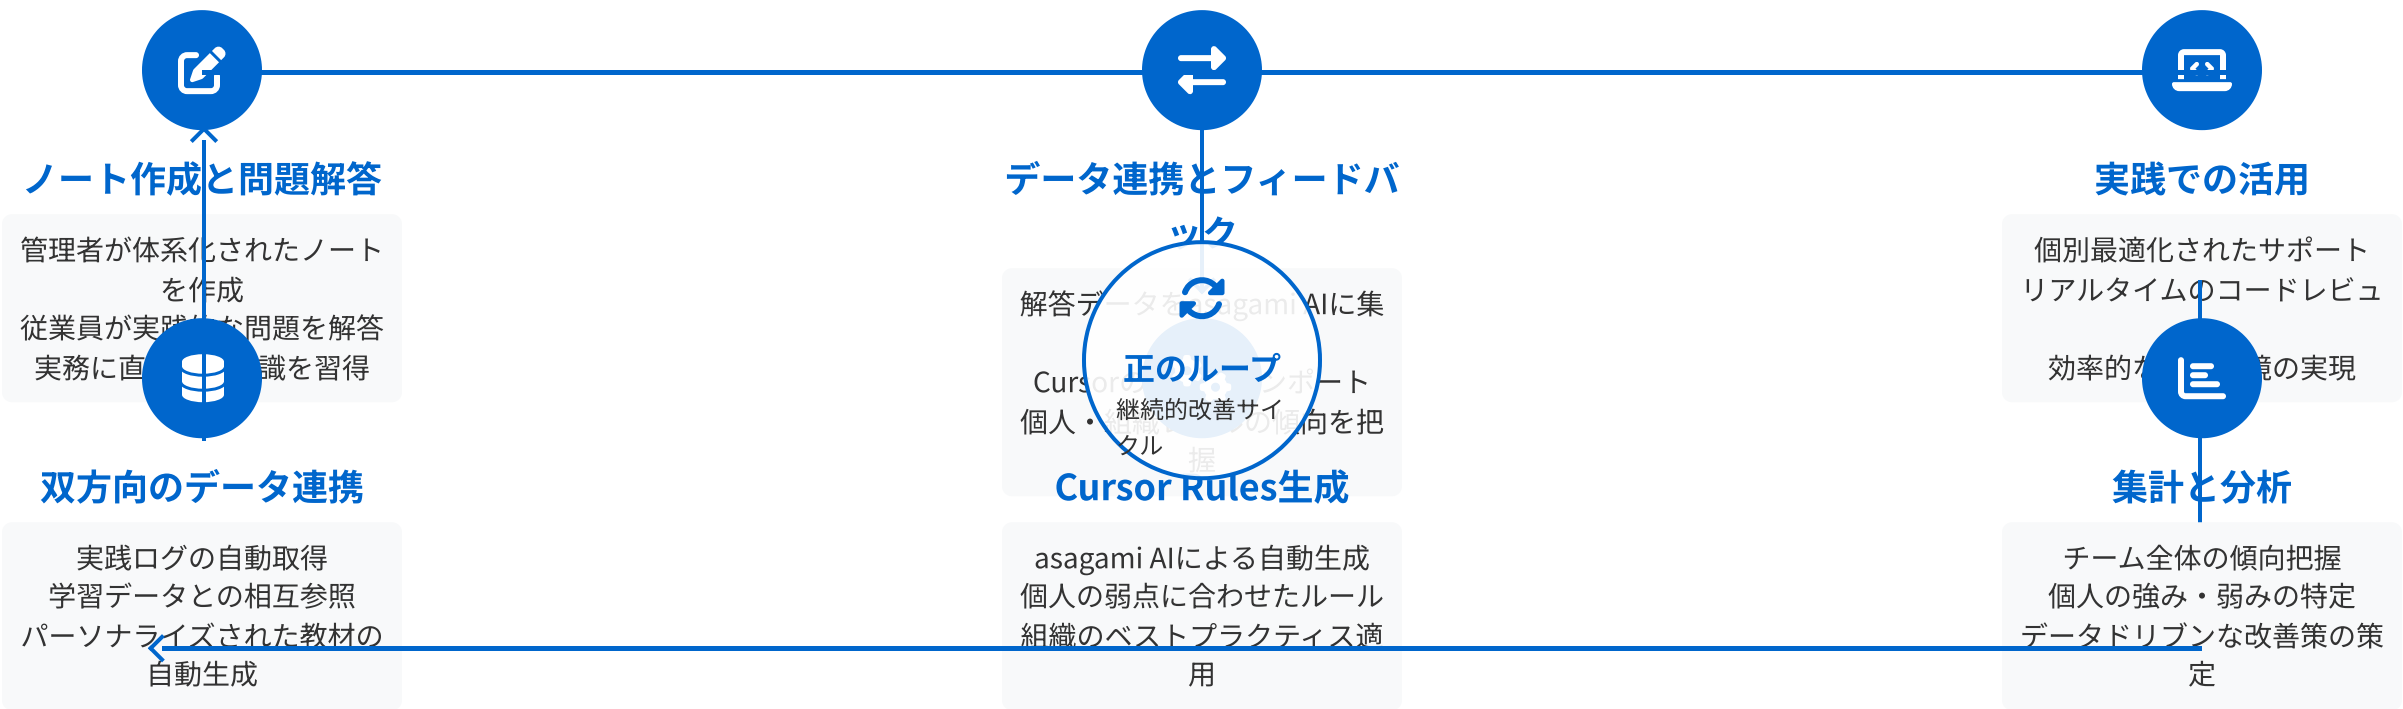 ノート作成と問題解答
管理者が体系化されたノート
を作成
従業員が実践的な問題を解答
実務に直 識を習得
データ連携とフィードバ
ック
解答データをasagami AIに集
Cursorの ンポート
個人・組織 の傾向を把
握
正のループ
継続的改善サイ
クル
実践での活用
個別最適化されたサポート
リアルタイムのコードレビュ
効率的な 境の実現
双方向のデータ連携
実践ログの自動取得
学習データとの相互参照
パーソナライズされた教材の
自動生成
Cursor Rules生成
asagami AIによる自動生成
個人の弱点に合わせたルール
組織のベストプラクティス適
用
集計と分析
チーム全体の傾向把握
個人の強み・弱みの特定
データドリブンな改善策の策
定